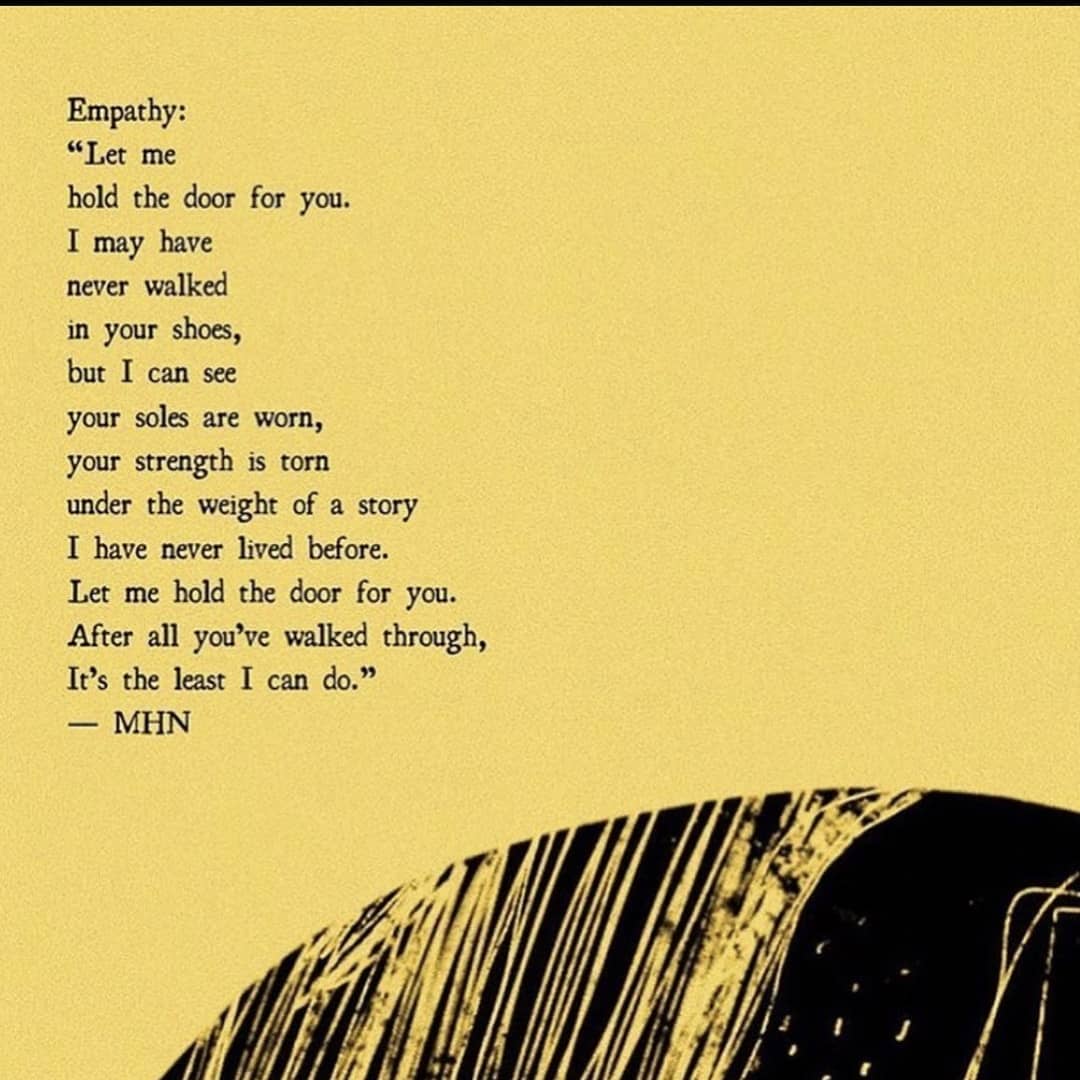 Empathy:
“Let me
hold the door for you.
I may have
never walked
in your shoes,
but I can see
your soles are worn,
your strength is torn
under the weight of a story
I have never lived before.
Let me hold the door for you.
After all you’ve walked through,
It’s the least I can do.”
— MHN